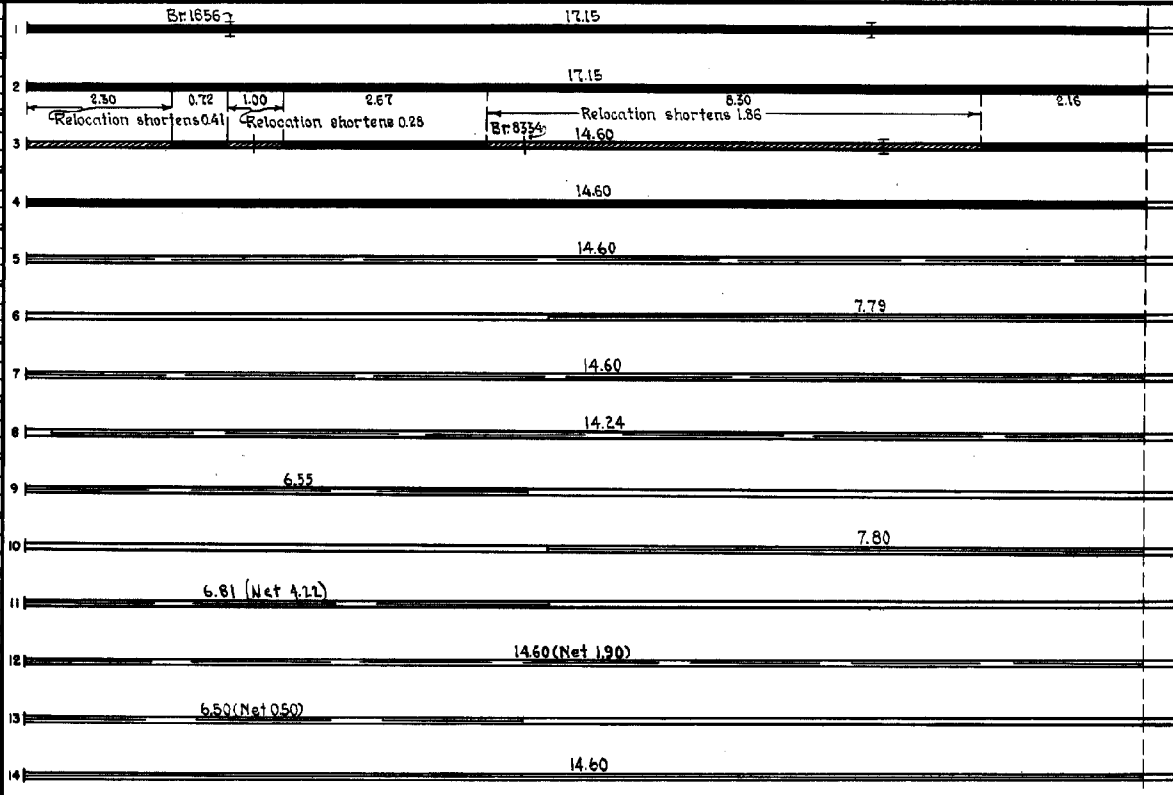 Br. 1656
1 17.15
2 17.15
2.30 0.72 1.00 2.67 8.30 2.16
Relocation shortens 0.41 Relocation shortens 0.28 Relocation shortens 1.86
Br. 8334
3 14.60
4 14.60
5 14.60
6 7.79
7 14.60
8 14.24
9 6.55
10 7.80
11 6.81 (Net 4.22)
12 14.60 (Net 1.90)
13 6.50 (Net 0.50)
14 14.60